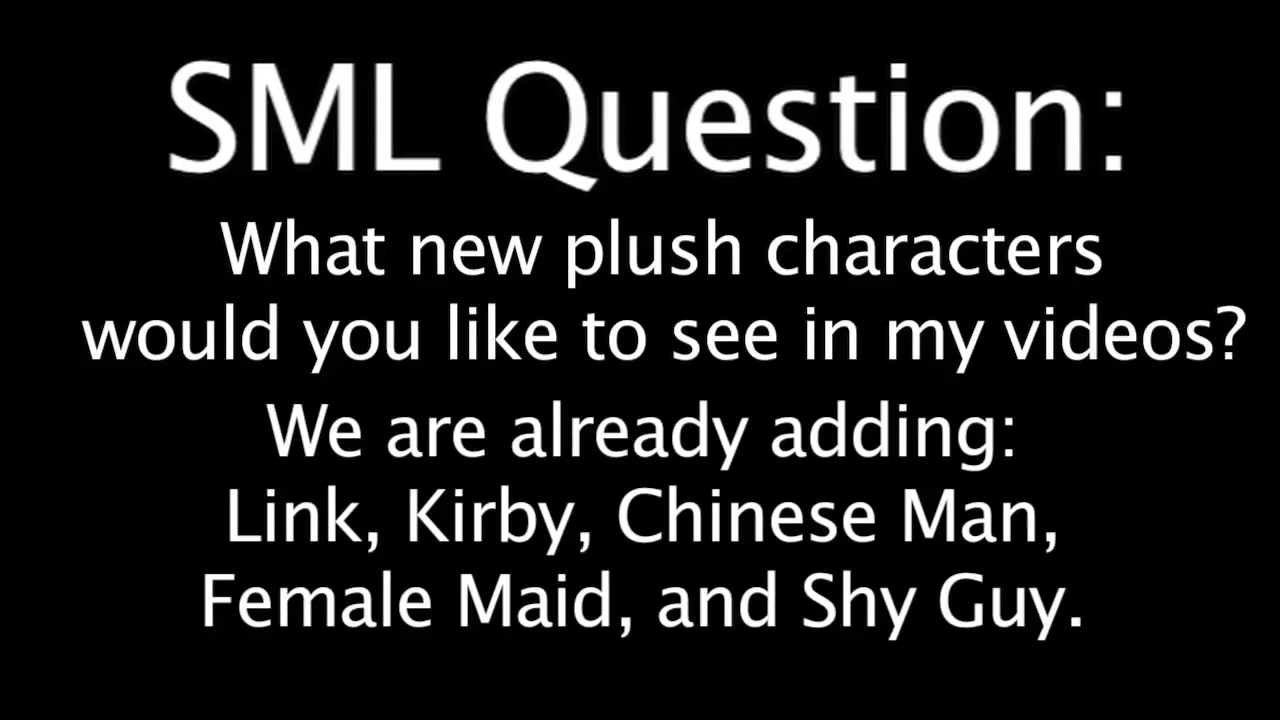 SML Question:
What new plush characters
would you like to see in my videos?
We are already adding:
Link, Kirby, Chinese Man,
Female Maid, and Shy Guy.